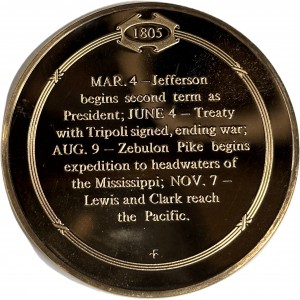 1805
MAR. 4 – Jefferson
begins second term as
President; JUNE 4 – Treaty
with Tripoli signed, ending war;
AUG. 9 – Zebulon Pike begins
expedition to headwaters of
the Mississippi; NOV. 7 –
Lewis and Clark reach
the Pacific.